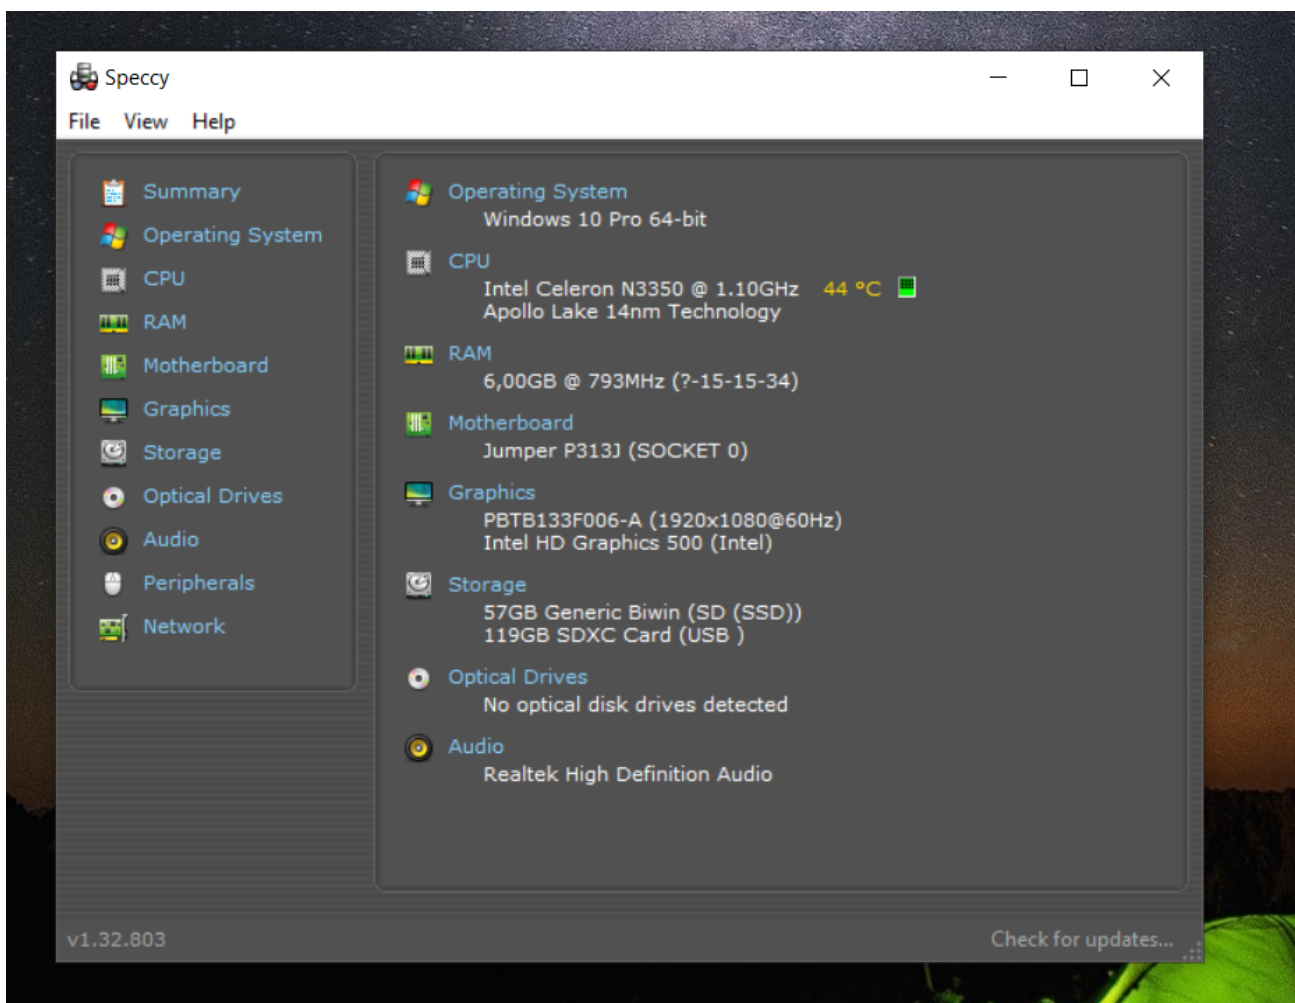 Speccy
File View Help
Summary
Operating System
CPU
RAM
Motherboard
Graphics
Storage
Optical Drives
Audio
Peripherals
Network
Operating System
Windows 10 Pro 64-bit
CPU
Intel Celeron N3350 @ 1.10GHz 44 °C
Apollo Lake 14nm Technology
RAM
6,00GB @ 793MHz (?-15-15-34)
Motherboard
Jumper P313J (SOCKET 0)
Graphics
PBTB133F006-A (1920x1080@60Hz)
Intel HD Graphics 500 (Intel)
Storage
57GB Generic Biwin (SD (SSD))
119GB SDXC Card (USB )
Optical Drives
No optical disk drives detected
Audio
Realtek High Definition Audio
v1.32.803
Check for updates...